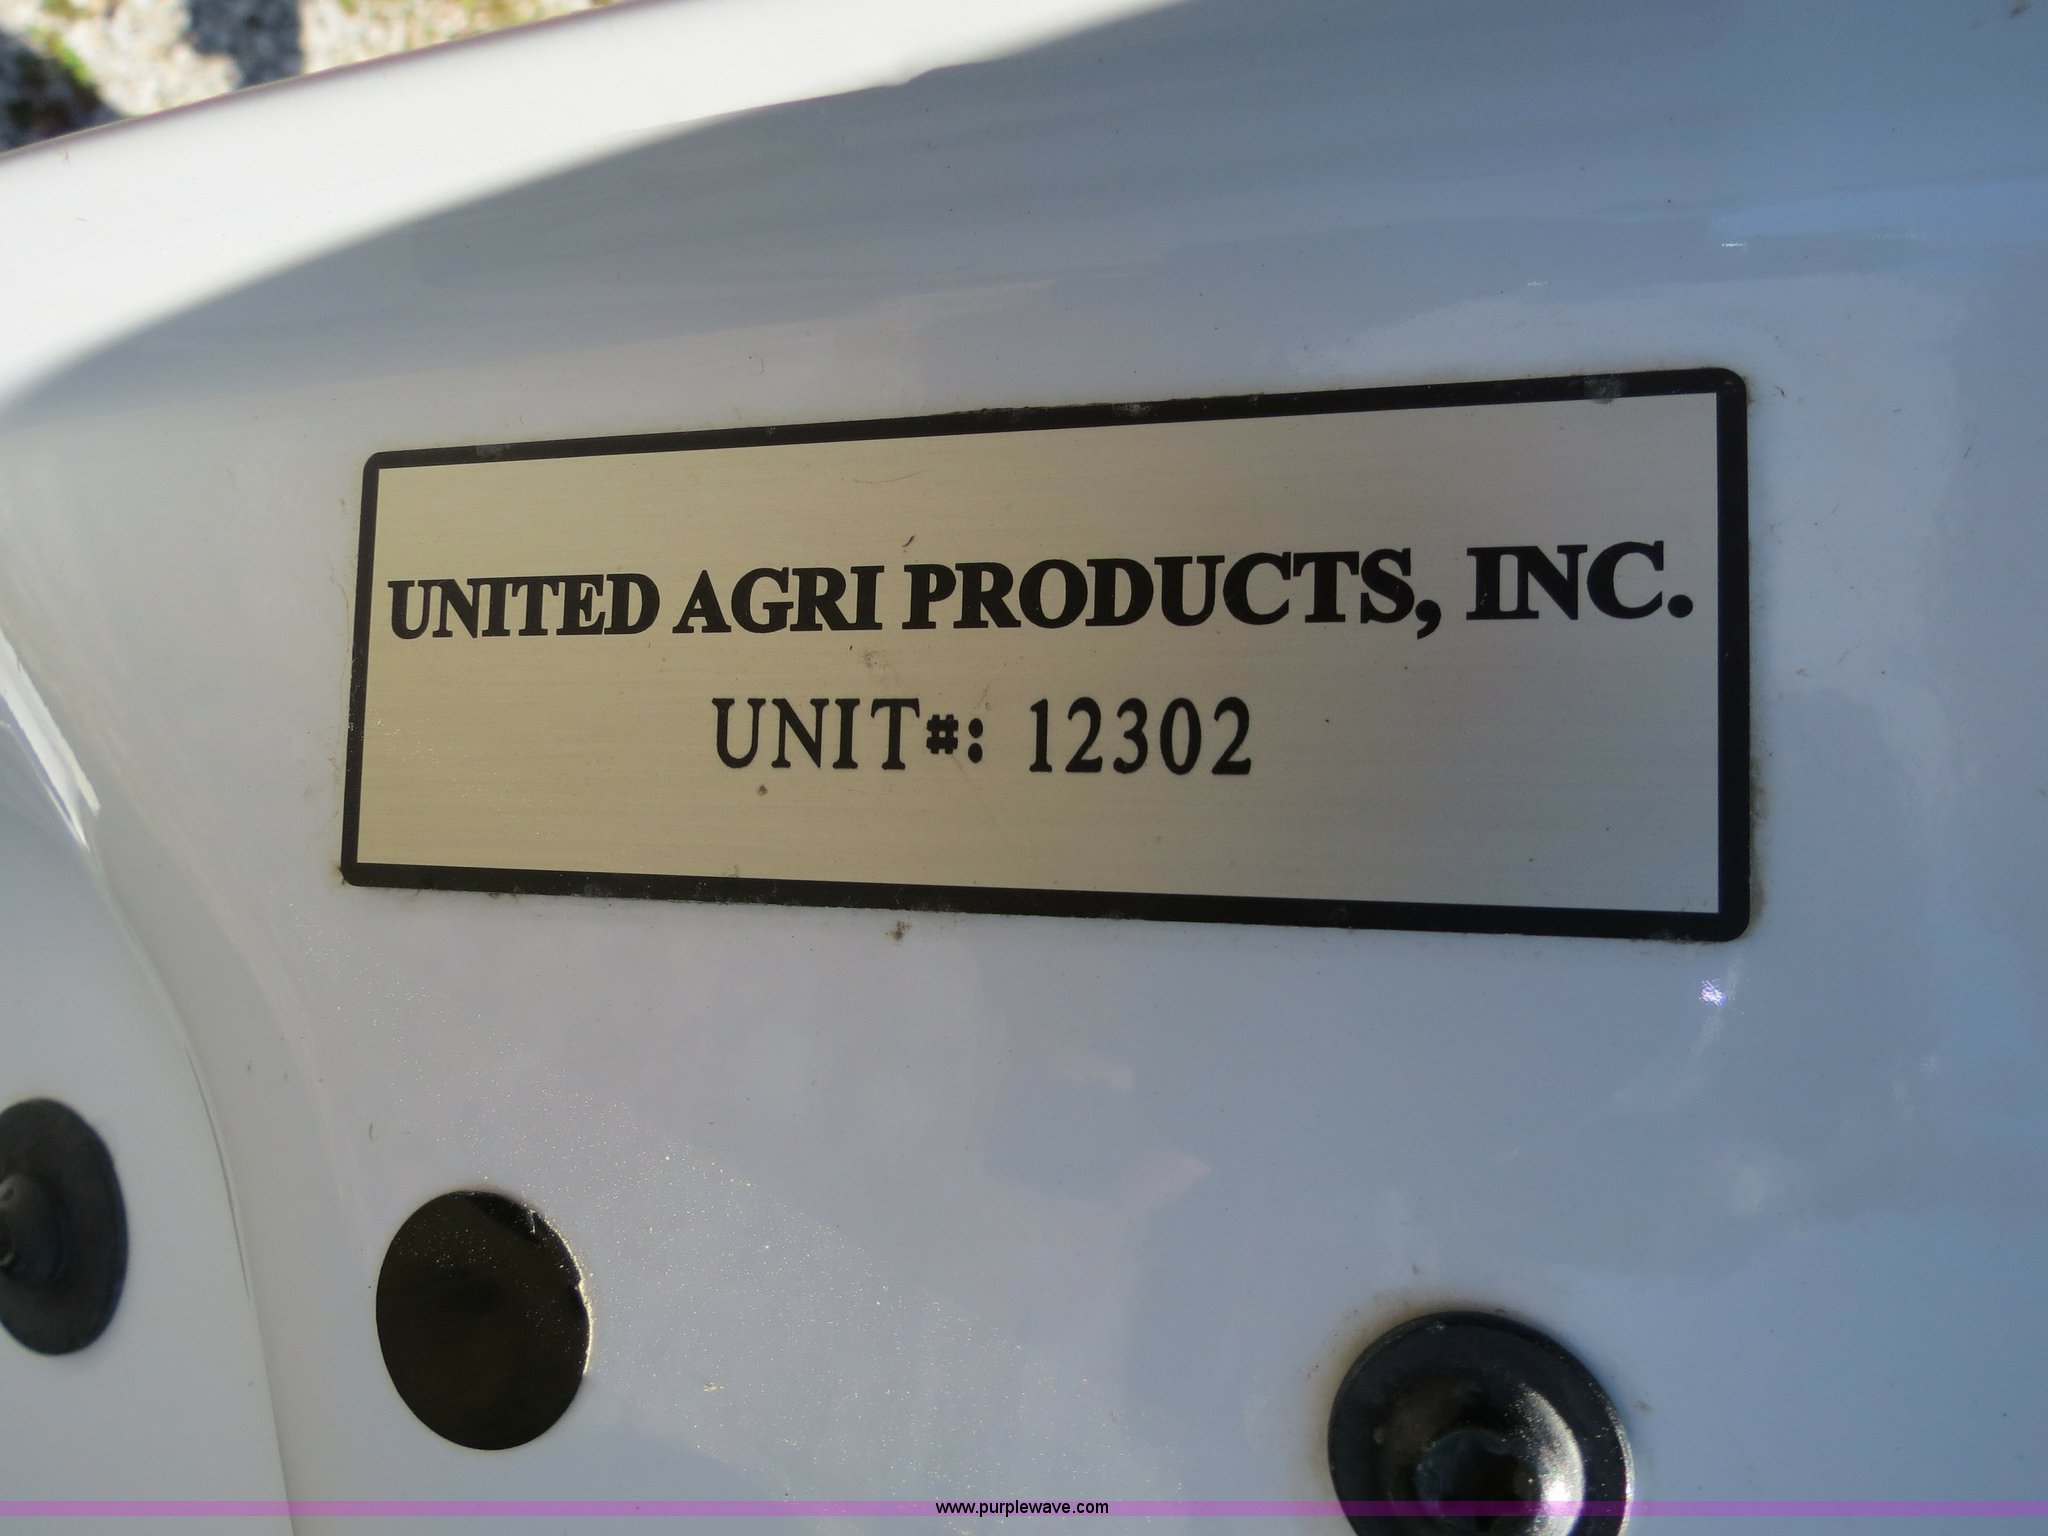 UNITED AGRI PRODUCTS, INC.
UNIT#: 12302
www.purplewave.com